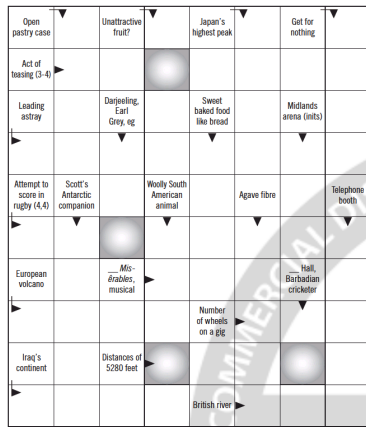 Open
pastry case
Unattractive
fruit?
Japan's
highest peak
Get for
nothing
Act of
teasing (3-4)
Leading
astray
Darjeeling,
Earl
Grey, eg
Sweet
baked food
like bread
Midlands
arena (inits)
Attempt to
score in
rugby (4,4)
Scott's
Antarctic
companion
Woolly South
American
animal
Agave fibre
Telephone
booth
European
volcano
__ Mis-
érables,
musical
__ Hall,
Barbadian
cricketer
Number
of wheels
on a gig
Iraq's
continent
Distances of
5280 feet
British river
COMMERCIAL